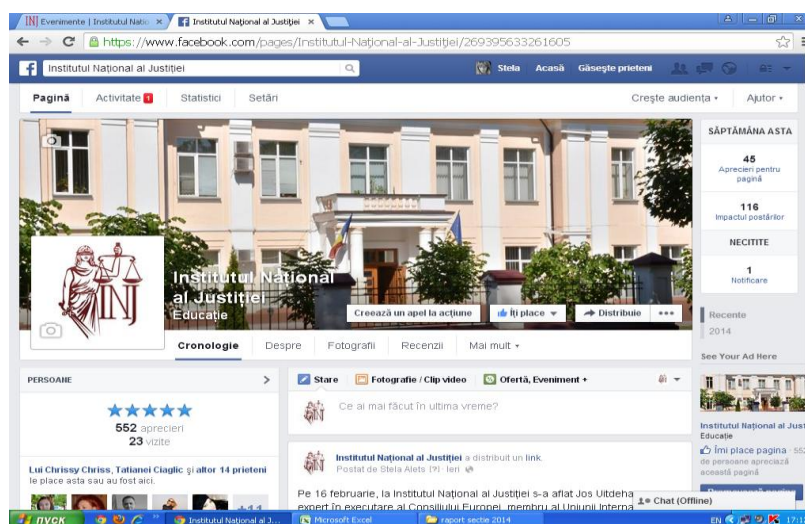 Evenimente | Institutul Națio
Institutul Național al Justiției
https://www.facebook.com/pages/Institutul-Național-al-Justiției/269395633261605
Institutul Național al Justiției
Stela
Acasă
Găsește prieteni
Pagină
Activitate 1
Statistici
Setări
Crește audiența
Ajutor
INJ
Institutul Național
al Justiției
Educație
Creează un apel la acțiune
Îți place
Distribuie
Cronologie
Despre
Fotografii
Recenzii
Mai mult
SĂPTĂMÂNA ASTA
45
Aprecieri pentru
pagină
116
Impactul postărilor
NECITITE
1
Notificare
Recente
2014
See Your Ad Here
Institutul Național al Just
Educație
Îmi place pagina · 552
de persoane apreciază
această pagină
PERSOANE
552 aprecieri
23 vizite
Lui Chrissy Chriss, Tatianei Ciaglic și altor 14 prieteni
le place asta sau au fost aici.
+11
Stare
Fotografie / Clip video
Ofertă, Eveniment +
Ce ai mai făcut în ultima vreme?
Institutul Național al Justiției a distribuit un link.
Postat de Stela Alets [?] · Ieri
Pe 16 februarie, la Institutul Național al Justiției s-a aflat Jos Uitdeha
expert în executare al Consiliului Europei, membru al Uniunii Interna
Chat (Offline)
пуск
Institutul Național al J...
Microsoft Excel
raport sectie 2014
EN